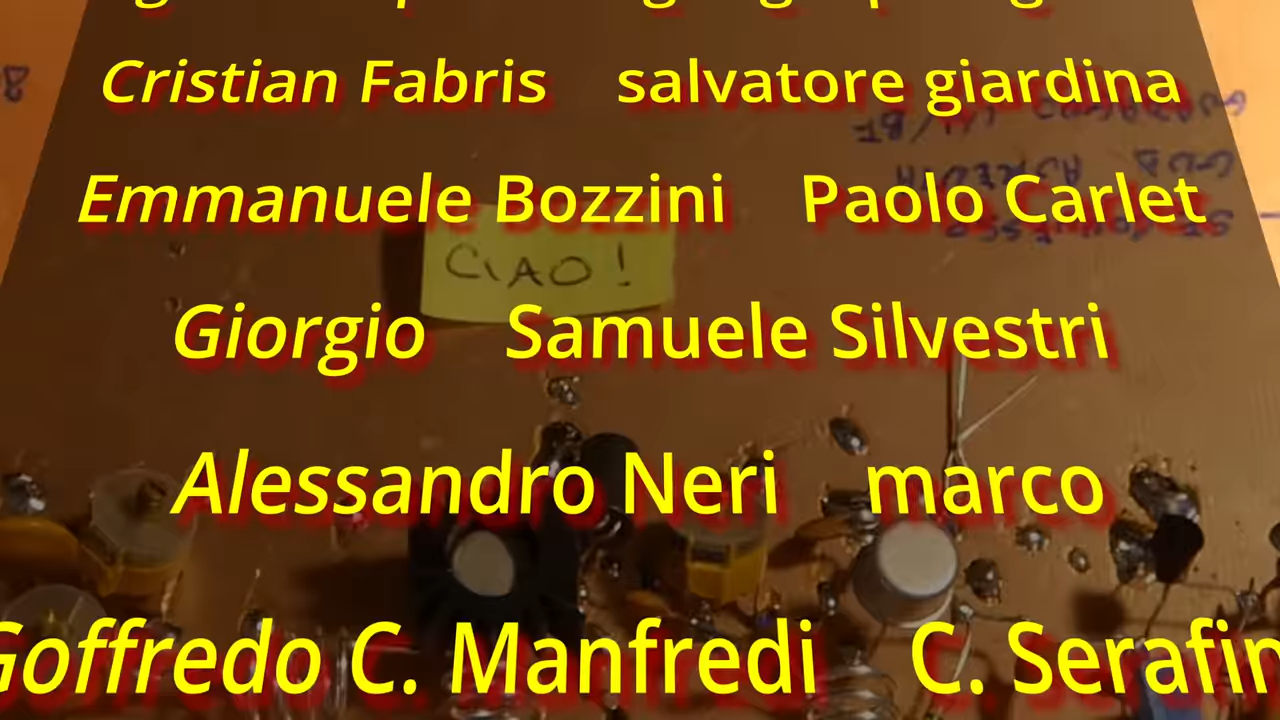 Cristian Fabris salvatore giardina
Emmanuele Bozzini Paolo Carlet
CIAO!
Giorgio Samuele Silvestri
Alessandro Neri marco
Goffredo C. Manfredi C. Serafin